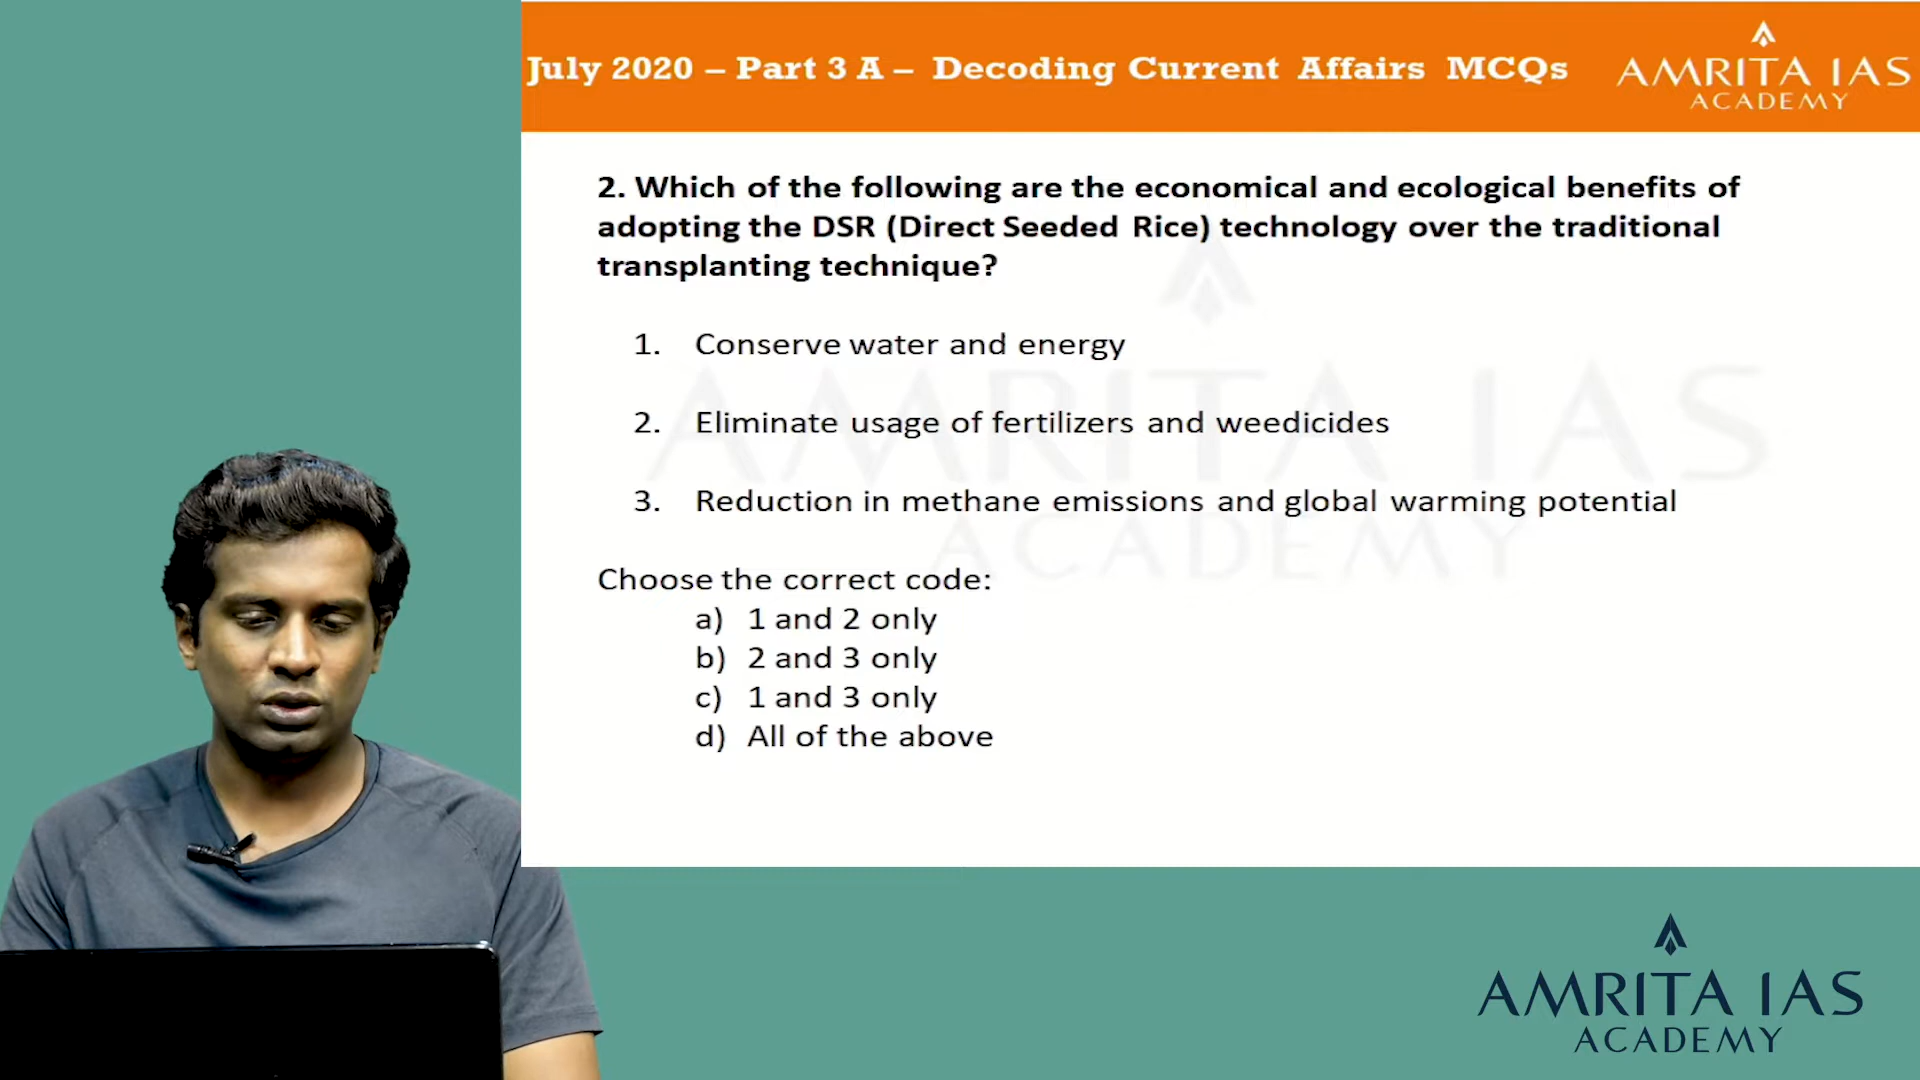 July 2020 – Part 3 A – Decoding Current Affairs MCQs
AMRITA IAS
ACADEMY
2. Which of the following are the economical and ecological benefits of
adopting the DSR (Direct Seeded Rice) technology over the traditional
transplanting technique?
1. Conserve water and energy
2. Eliminate usage of fertilizers and weedicides
3. Reduction in methane emissions and global warming potential
AMRITA IAS
ACADEMY
Choose the correct code:
a) 1 and 2 only
b) 2 and 3 only
c) 1 and 3 only
d) All of the above
AMRITA IAS
ACADEMY